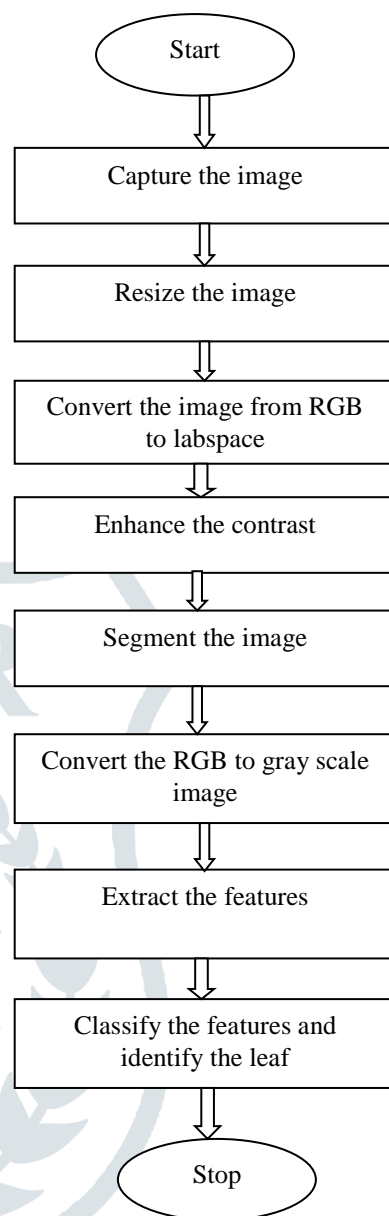 Start
Capture the image
Resize the image
Convert the image from RGB
to labspace
Enhance the contrast
Segment the image
Convert the RGB to gray scale
image
Extract the features
Classify the features and
identify the leaf
Stop